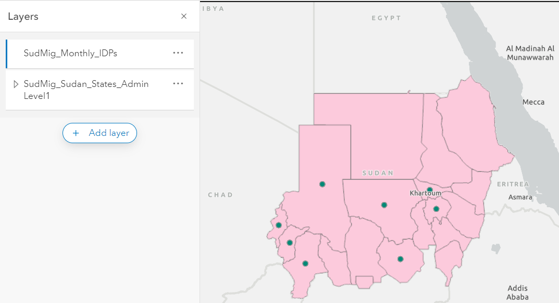 Layers
SudMig_Monthly_IDPs
SudMig_Sudan_States_Admin
Level1
+ Add layer
IBYA
EGYPT
Al Madinah Al
Munawwarah
Mecca
SUDAN
CHAD
Khartoum
ERITREA
Asmara
Addis
Ababa